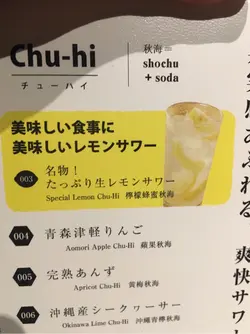 Chu-hi
チューハイ
秋海=
shochu
+ soda
美味しい食事に
美味しいレモンサワー
003
名物！
たっぷり生レモンサワー
Special Lemon Chu-Hi 檸檬蜂蜜秋海
004
青森津軽りんご
Aomori Apple Chu-Hi 蘋果秋海
005
完熟あんず
Apricot Chu-Hi 黄梅秋海
006
沖縄産シークヮーサー
Okinawa Lime Chu-Hi 沖縄青檸秋海
ふれる
爽快サワ